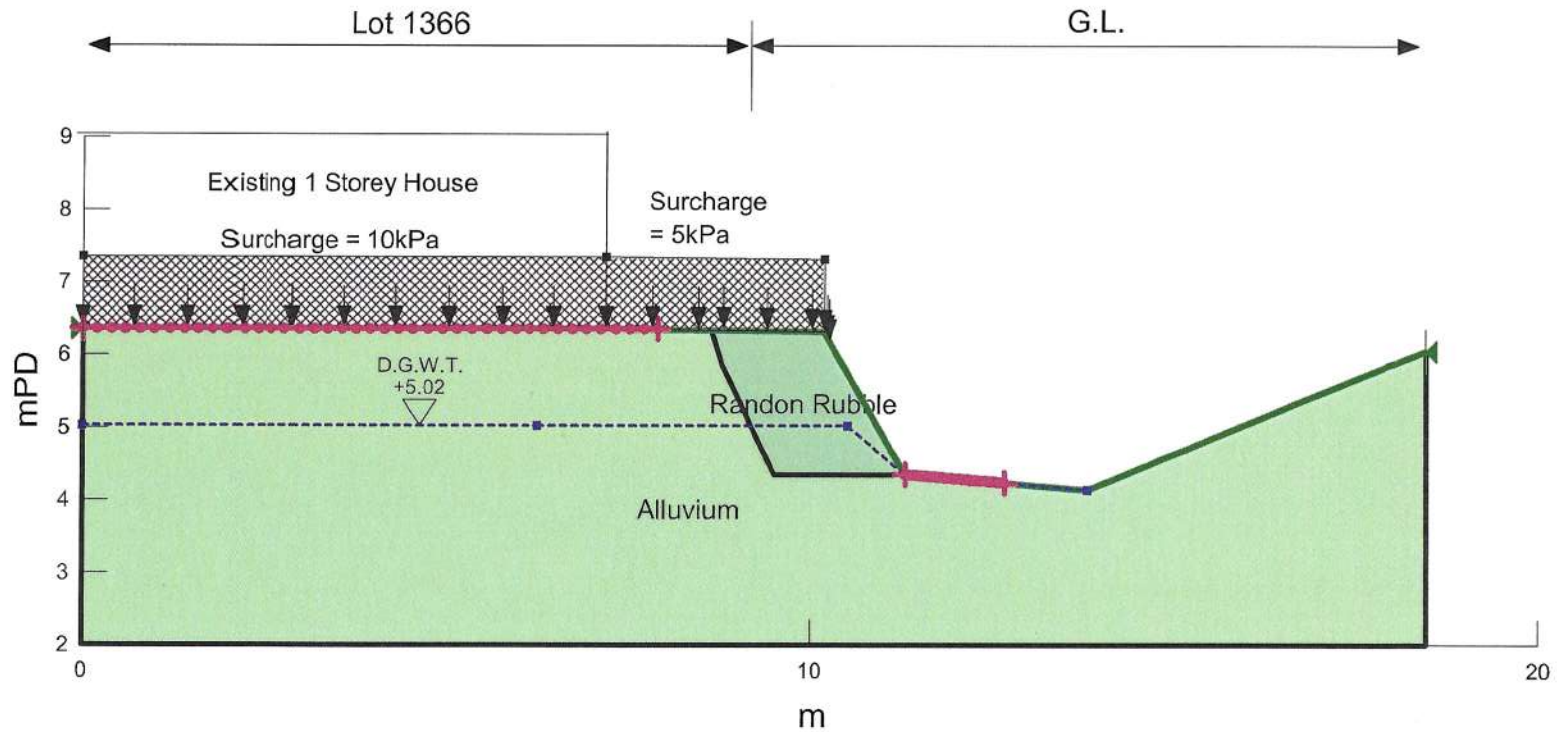 Lot 1366
G.L.
9
Existing 1 Storey House
8
Surcharge
= 5kPa
Surcharge = 10kPa
7
6
D.G.W.T.
+5.02
Randon Rubble
mPD
5
4
Alluvium
3
2
0
10
20
m